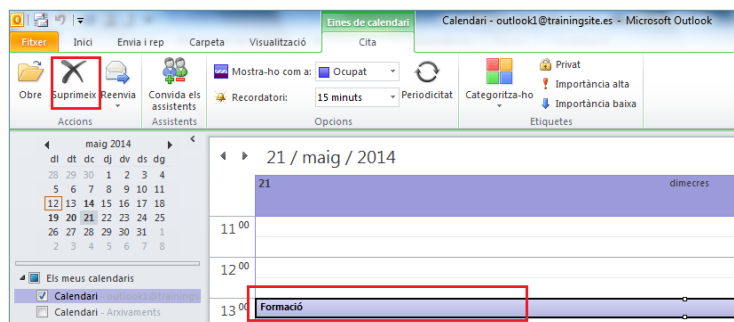 Eines de calendari
Calendari - outlook1@trainingsite.es - Microsoft Outlook
Fitxer Inici Envia i rep Carpeta Visualització Cita
Obre Suprimeix Reenvia
Convida els assistents
Mostra-ho com a: Ocupat
Recordatori: 15 minuts
Periodicitat
Categoritza-ho
Privat
Importància alta
Importància baixa
Accions Assistents Opcions Etiquetes
maig 2014
dl dt dc dj dv ds dg
28 29 30 1 2 3 4
5 6 7 8 9 10 11
12 13 14 15 16 17 18
19 20 21 22 23 24 25
26 27 28 29 30 31 1
2 3 4 5 6 7 8
Els meus calendaris
Calendari - outlook1@trainings
Calendari - Arxivaments
21 / maig / 2014
21 dimecres
11 00
12 00
13 00 Formació